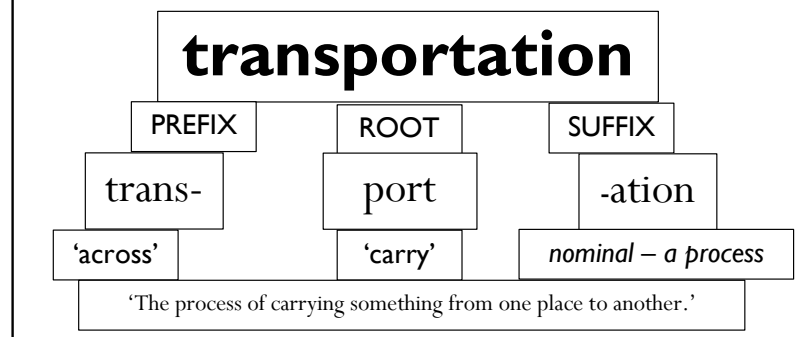 transportation
PREFIX ROOT SUFFIX
trans- port -ation
‘across’ ‘carry’ nominal – a process
‘The process of carrying something from one place to another.’